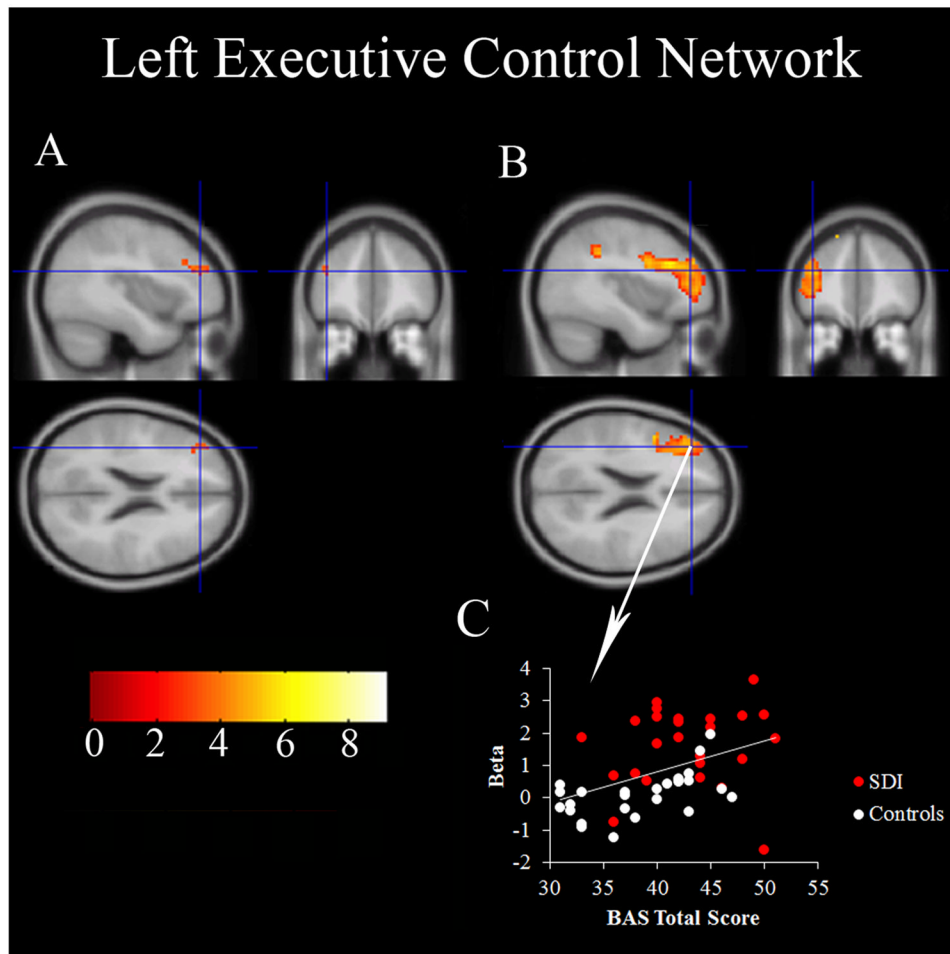 Left Executive Control Network
A
B
0 2 4 6 8
C
4
3
2
1
0
-1
-2
Beta
30 35 40 45 50 55
BAS Total Score
SDI
Controls